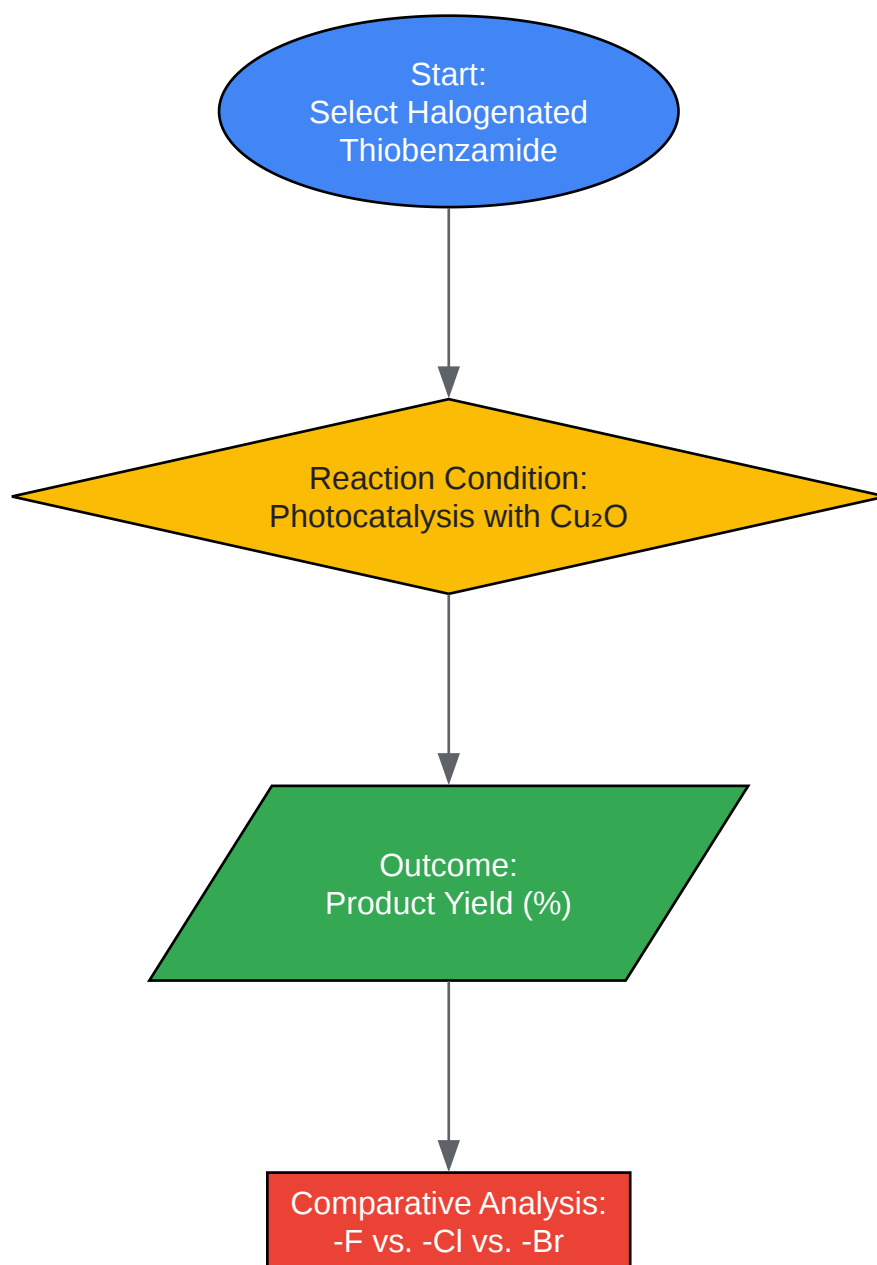 Start:
Select Halogenated
Thiobenzamide
Reaction Condition:
Photocatalysis with Cu₂O
Outcome:
Product Yield (%)
Comparative Analysis:
-F vs. -Cl vs. -Br